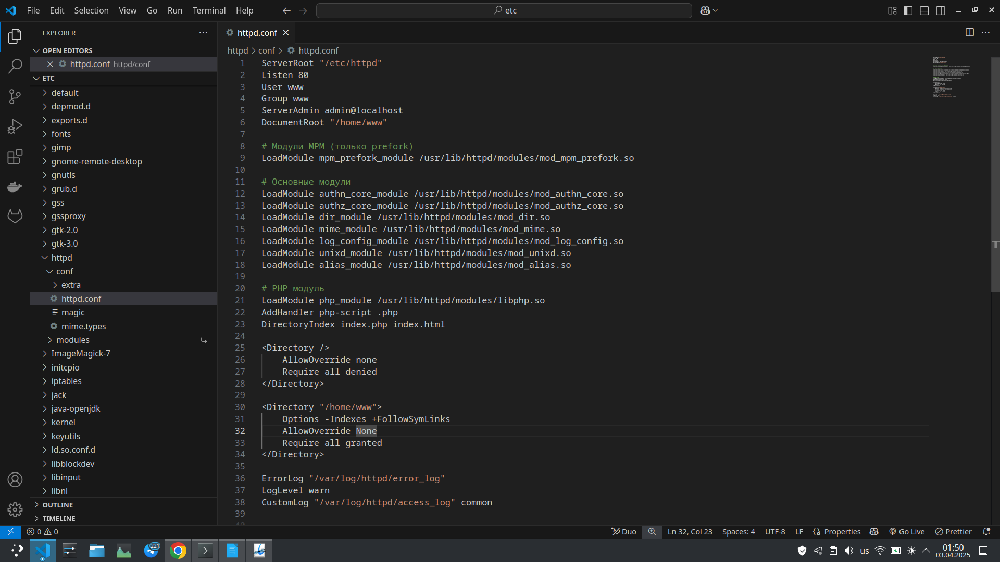 File Edit Selection View Go Run Terminal Help
etc
EXPLORER
OPEN EDITORS
httpd.conf httpd/conf
ETC
default
depmod.d
exports.d
fonts
gimp
gnome-remote-desktop
gnutls
grub.d
gss
gssproxy
gtk-2.0
gtk-3.0
httpd
conf
extra
httpd.conf
magic
mime.types
modules
ImageMagick-7
initcpio
iptables
jack
java-openjdk
kernel
keyutils
ld.so.conf.d
libblockdev
libinput
libnl
OUTLINE
TIMELINE
httpd.conf
httpd > conf > httpd.conf
1 ServerRoot "/etc/httpd"
2 Listen 80
3 User www
4 Group www
5 ServerAdmin admin@localhost
6 DocumentRoot "/home/www"
7
8 # Модули MPM (только prefork)
9 LoadModule mpm_prefork_module /usr/lib/httpd/modules/mod_mpm_prefork.so
10
11 # Основные модули
12 LoadModule authn_core_module /usr/lib/httpd/modules/mod_authn_core.so
13 LoadModule authz_core_module /usr/lib/httpd/modules/mod_authz_core.so
14 LoadModule dir_module /usr/lib/httpd/modules/mod_dir.so
15 LoadModule mime_module /usr/lib/httpd/modules/mod_mime.so
16 LoadModule log_config_module /usr/lib/httpd/modules/mod_log_config.so
17 LoadModule unixd_module /usr/lib/httpd/modules/mod_unixd.so
18 LoadModule alias_module /usr/lib/httpd/modules/mod_alias.so
19
20 # PHP модуль
21 LoadModule php_module /usr/lib/httpd/modules/libphp.so
22 AddHandler php-script .php
23 DirectoryIndex index.php index.html
24
25 <Directory />
26 AllowOverride none
27 Require all denied
28 </Directory>
29
30 <Directory "/home/www">
31 Options -Indexes +FollowSymLinks
32 AllowOverride None
33 Require all granted
34 </Directory>
35
36 ErrorLog "/var/log/httpd/error_log"
37 LogLevel warn
38 CustomLog "/var/log/httpd/access_log" common
39
40
0 0
Duo
Ln 32, Col 23 Spaces: 4 UTF-8 LF {} Properties Go Live Prettier
221
us
01:50
03.04.2025